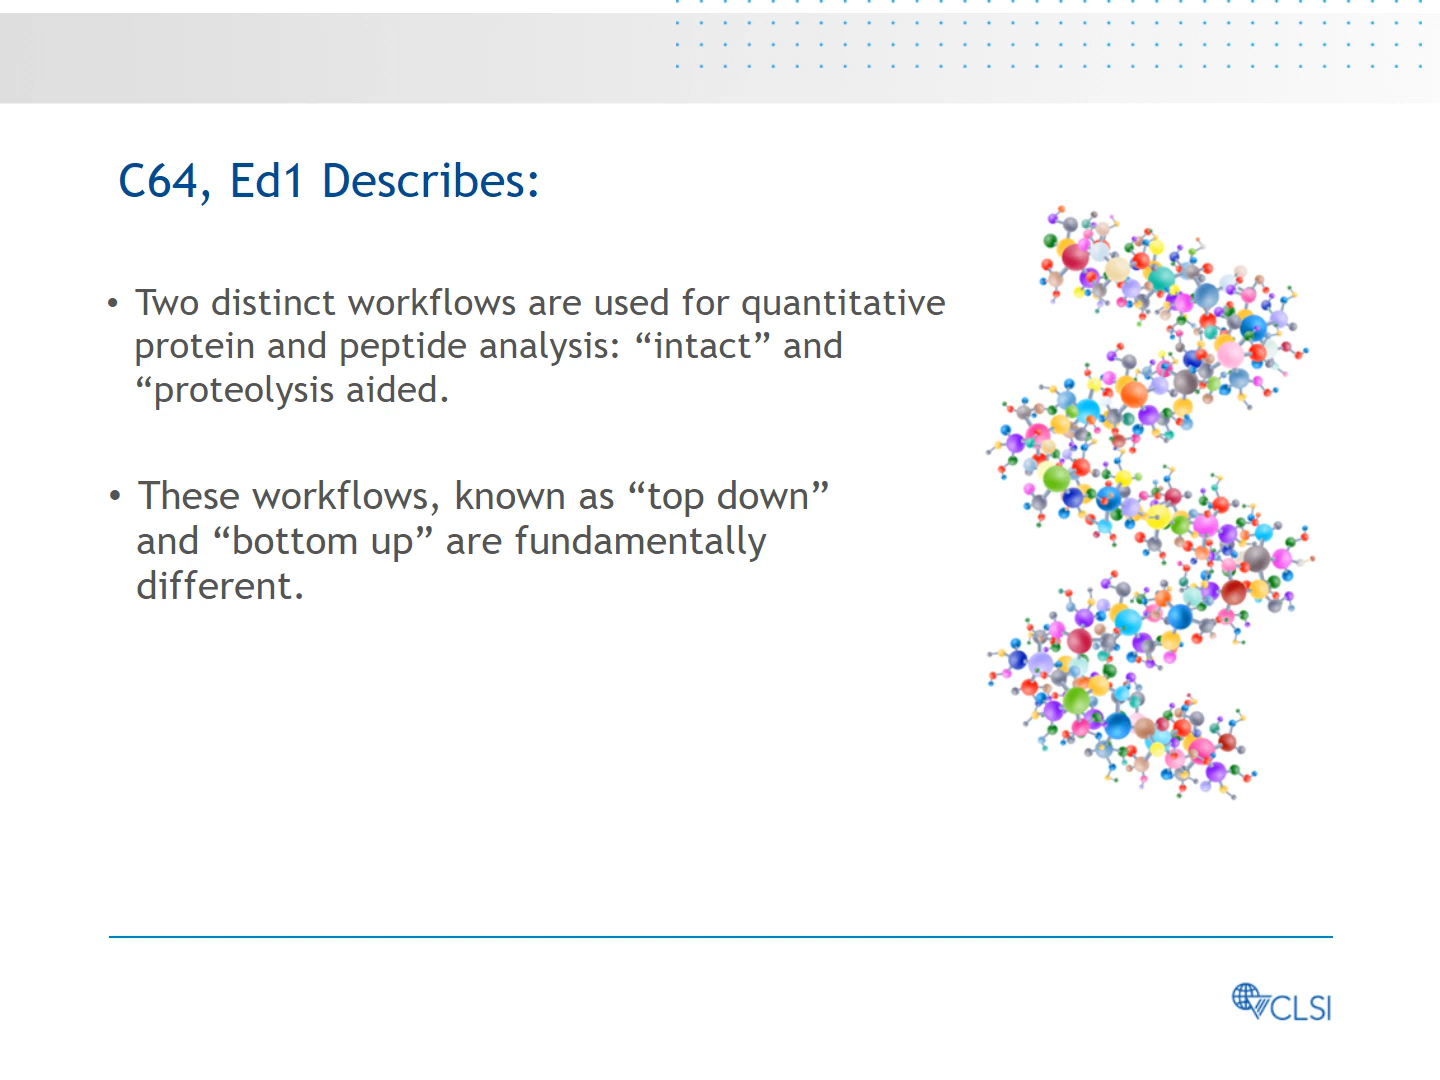 C64, Ed1 Describes:
• Two distinct workflows are used for quantitative
protein and peptide analysis: “intact” and
“proteolysis aided.
• These workflows, known as “top down”
and “bottom up” are fundamentally
different.
CLSI